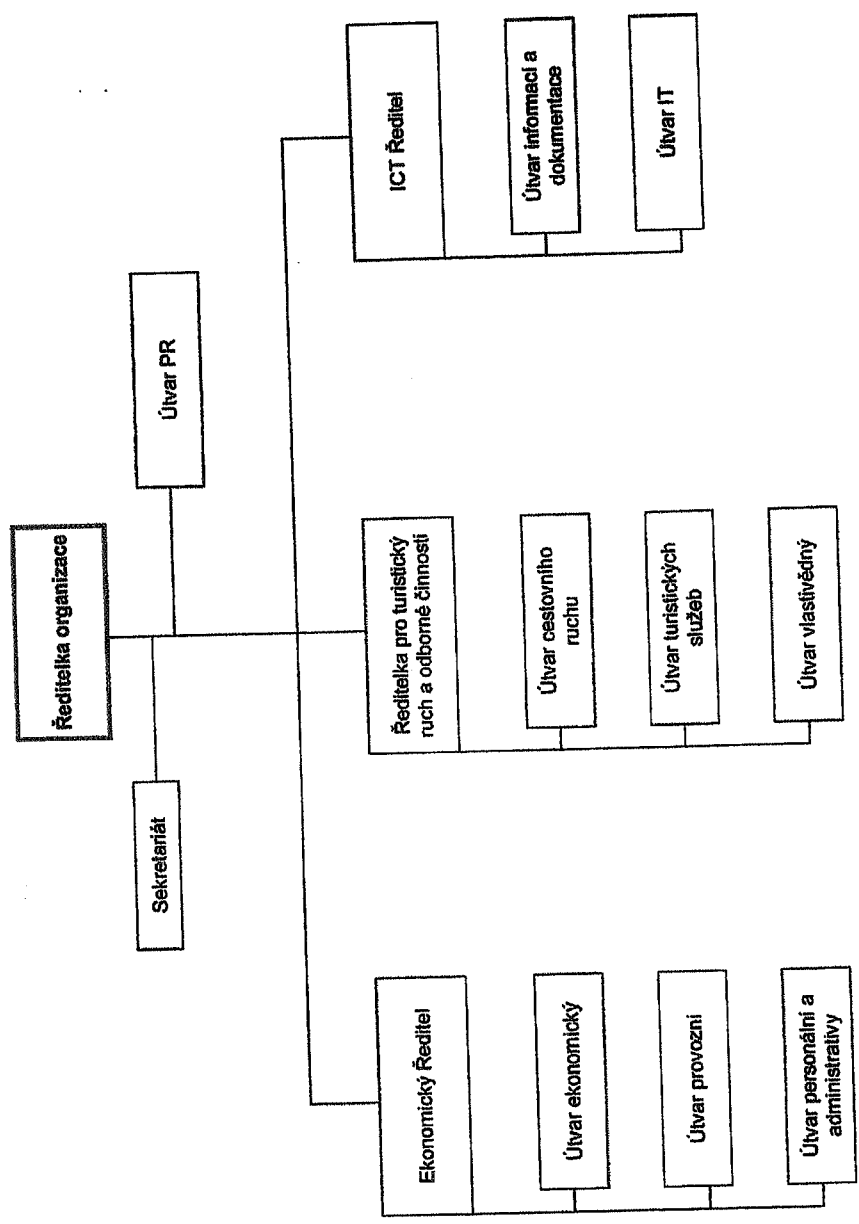 Ředitelka organizace
Sekretariát
Útvar PR
Ekonomický Ředitel
Ředitelka pro turistický
ruch a odborné činnosti
ICT Ředitel
Útvar ekonomický
Útvar cestovního
ruchu
Útvar informací a
dokumentace
Útvar provozní
Útvar turistických
služeb
Útvar IT
Útvar personální a
administrativy
Útvar vlastivědný